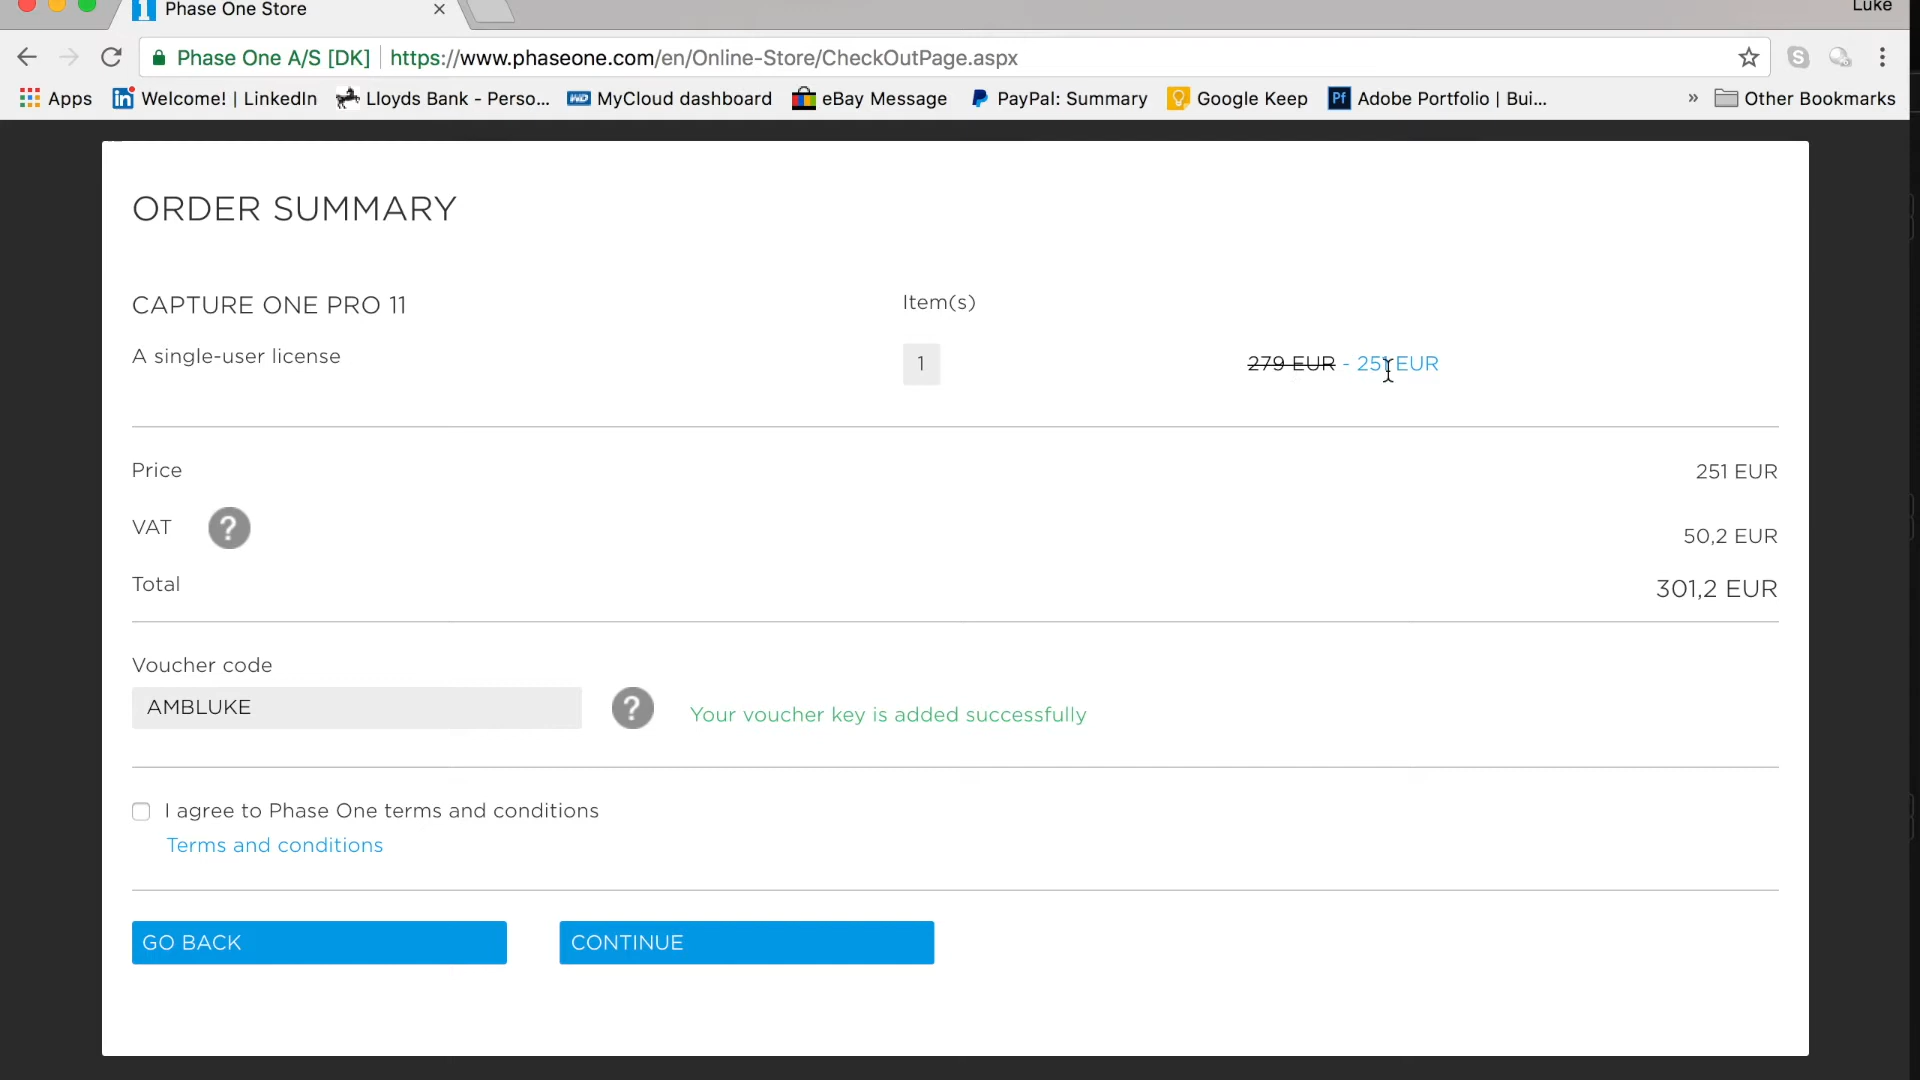 Phase One Store
Luke
Phase One A/S [DK] https://www.phaseone.com/en/Online-Store/CheckOutPage.aspx
Apps Welcome! | LinkedIn Lloyds Bank - Perso... WD MyCloud dashboard eBay Message PayPal: Summary Google Keep Pf Adobe Portfolio | Bui... » Other Bookmarks
ORDER SUMMARY
CAPTURE ONE PRO 11 Item(s)
A single-user license 1 279 EUR - 251 EUR
Price 251 EUR
VAT ? 50,2 EUR
Total 301,2 EUR
Voucher code
AMBLUKE ? Your voucher key is added successfully
I agree to Phase One terms and conditions
Terms and conditions
GO BACK CONTINUE